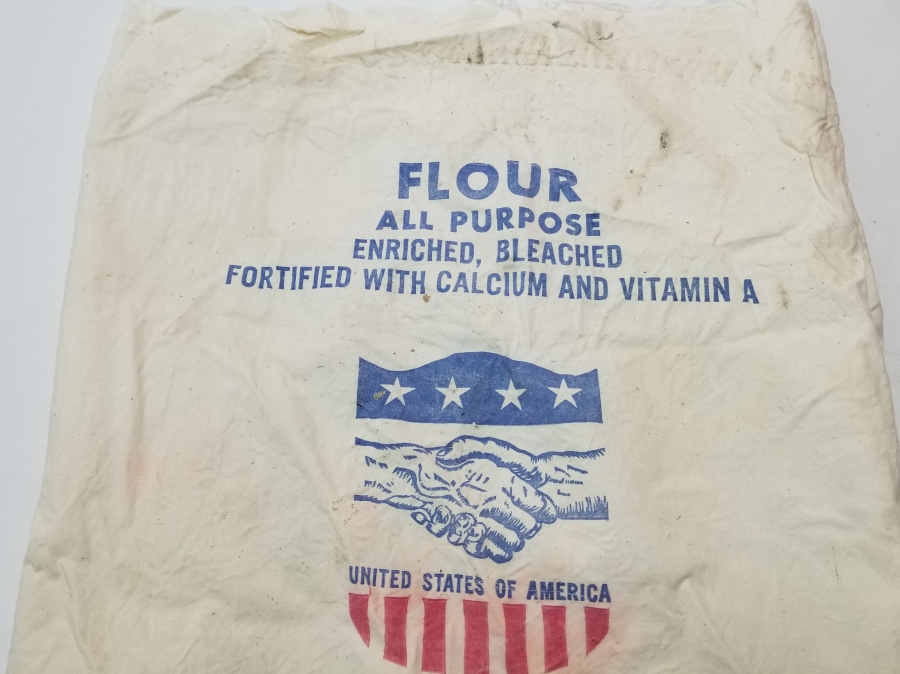 FLOUR
ALL PURPOSE
ENRICHED, BLEACHED
FORTIFIED WITH CALCIUM AND VITAMIN A
UNITED STATES OF AMERICA